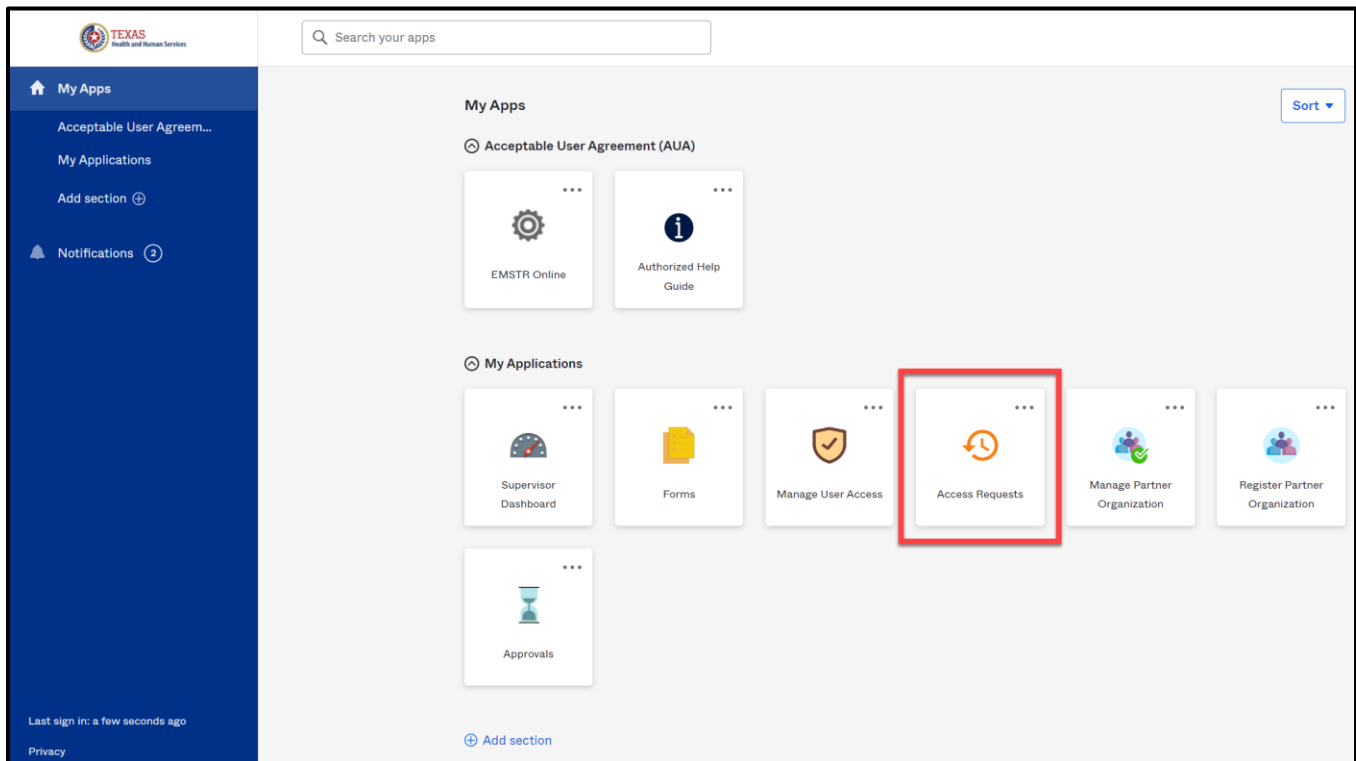 TEXAS
Health and Human Services
Search your apps
My Apps
Acceptable User Agreem...
My Applications
Add section
Notifications 2
Last sign in: a few seconds ago
Privacy
My Apps
Sort
Acceptable User Agreement (AUA)
EMSTR Online
Authorized Help
Guide
My Applications
Supervisor
Dashboard
Forms
Manage User Access
Access Requests
Manage Partner
Organization
Register Partner
Organization
Approvals
Add section